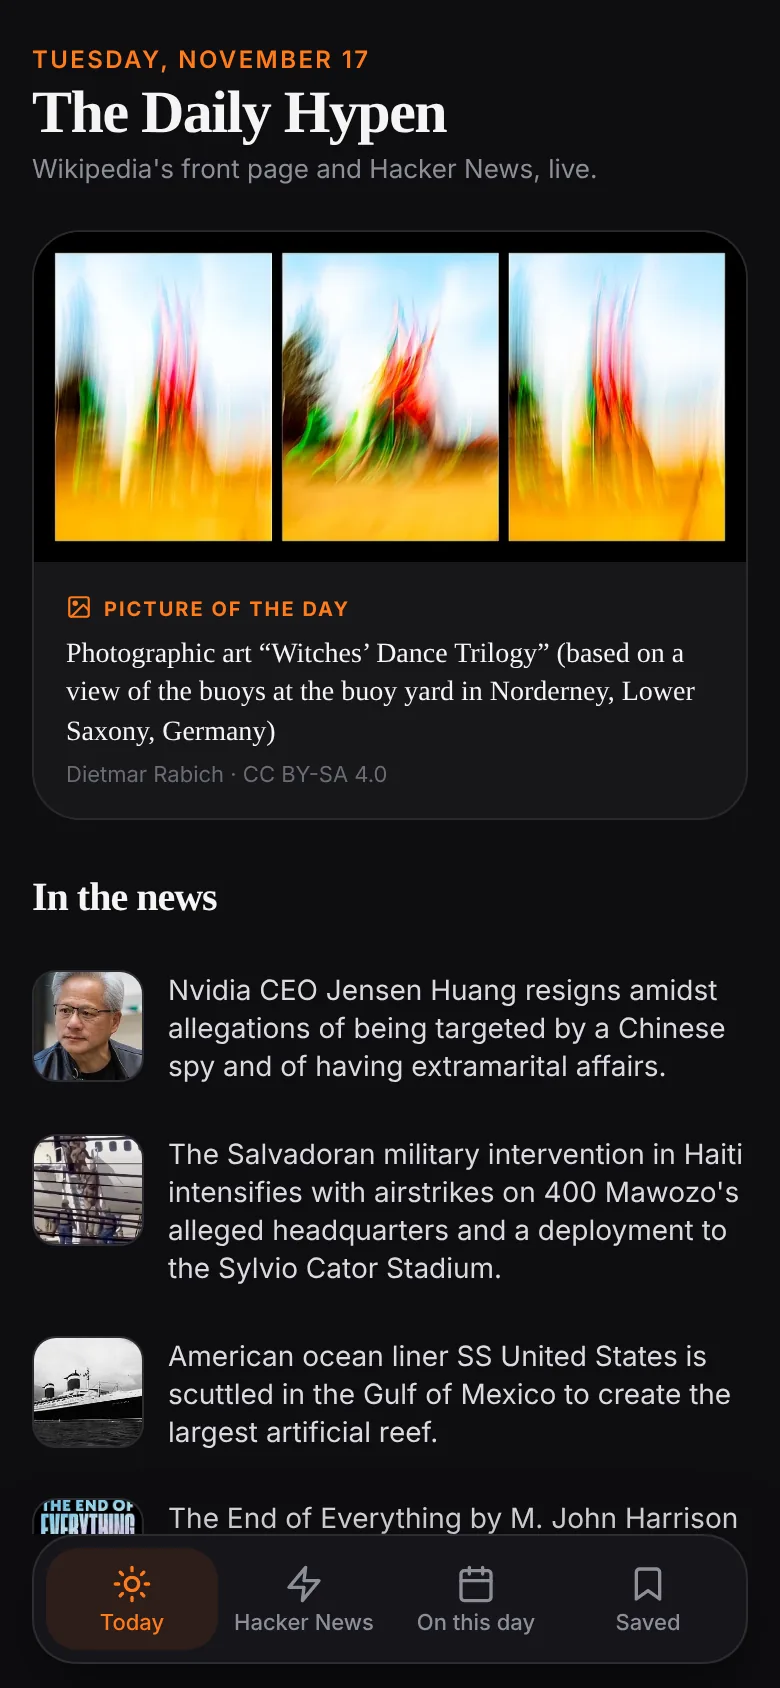 TUESDAY, NOVEMBER 17
The Daily Hypen
Wikipedia's front page and Hacker News, live.
PICTURE OF THE DAY
Photographic art “Witches’ Dance Trilogy” (based on a
view of the buoys at the buoy yard in Norderney, Lower
Saxony, Germany)
Dietmar Rabich · CC BY-SA 4.0
In the news
Nvidia CEO Jensen Huang resigns amidst
allegations of being targeted by a Chinese
spy and of having extramarital affairs.
The Salvadoran military intervention in Haiti
intensifies with airstrikes on 400 Mawozo's
alleged headquarters and a deployment to
the Sylvio Cator Stadium.
American ocean liner SS United States is
scuttled in the Gulf of Mexico to create the
largest artificial reef.
THE END OF
EVERYTHING
The End of Everything by M. John Harrison
Today
Hacker News
On this day
Saved